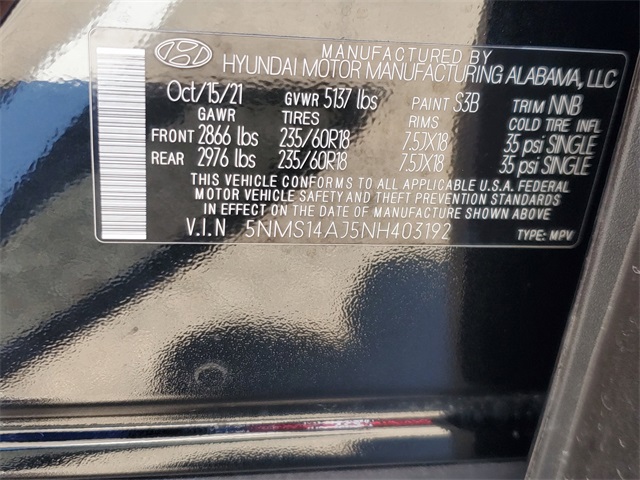 MANUFACTURED BY
HYUNDAI MOTOR MANUFACTURING ALABAMA, LLC
Oct/15/21 GVWR 5137 lbs PAINT S3B TRIM NNB
GAWR TIRES RIMS COLD TIRE INFL
FRONT 2866 lbs 235/60R18 7.5JX18 35 psi SINGLE
REAR 2976 lbs 235/60R18 7.5JX18 35 psi SINGLE
THIS VEHICLE CONFORMS TO ALL APPLICABLE U.S.A. FEDERAL
MOTOR VEHICLE SAFETY AND THEFT PREVENTION STANDARDS
IN EFFECT ON THE DATE OF MANUFACTURE SHOWN ABOVE
V.I.N 5NMS14AJ5NH403192 TYPE: MPV